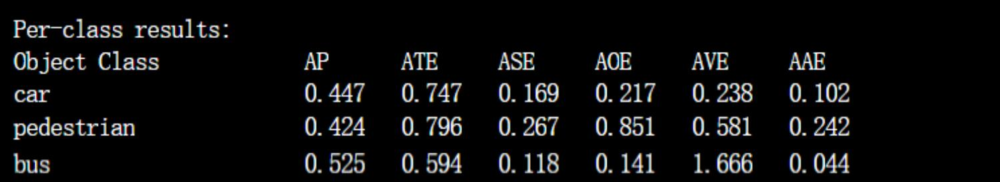 Per-class results:
Object Class AP ATE ASE AOE AVE AAE
car 0.447 0.747 0.169 0.217 0.238 0.102
pedestrian 0.424 0.796 0.267 0.851 0.581 0.242
bus 0.525 0.594 0.118 0.141 1.666 0.044